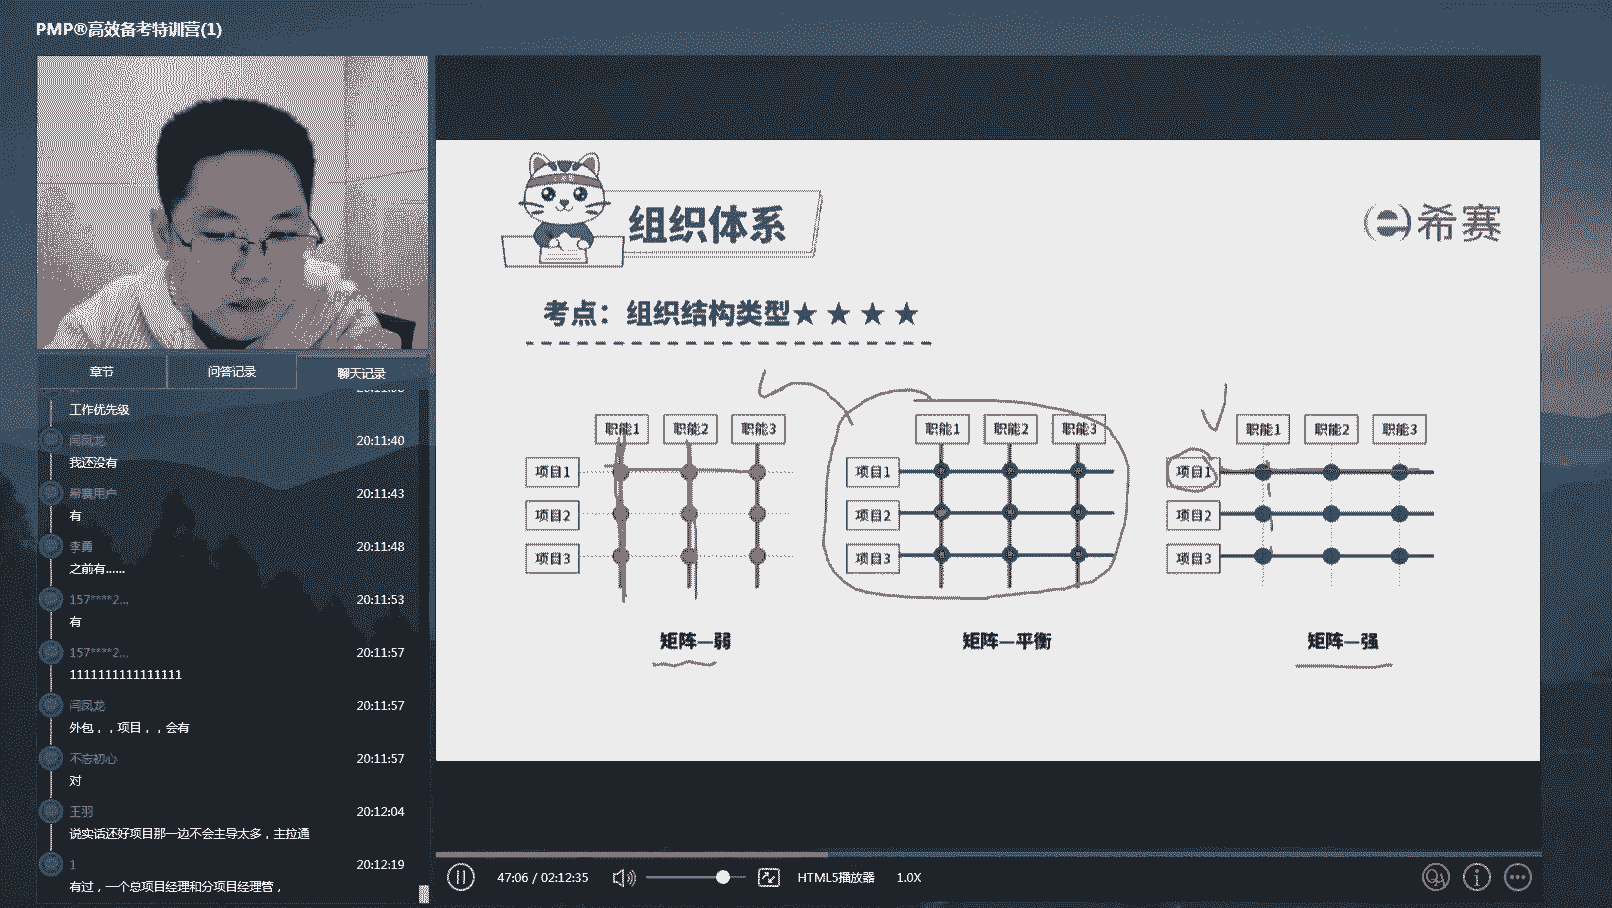 PMP®高效备考特训营(1)
章节
问答记录
聊天记录
工作优先级
闫凤龙
20:11:40
我还没有
希赛用户
20:11:43
有
李勇
20:11:48
之前有......
157****2...
20:11:53
有
157****2...
20:11:57
1111111111111111
闫凤龙
20:11:57
外包，，项目，，会有
不忘初心
20:11:57
对
王羽
20:12:04
说实话还好项目那一边不会主导太多，主拉通
1
20:12:19
有过，一个总项目经理和分项目经理管，
组织体系
希赛
考点：组织结构类型★ ★ ★ ★
职能1 职能2 职能3
项目1
项目2
项目3
矩阵—弱
职能1 职能2 职能3
项目1
项目2
项目3
矩阵—平衡
职能1 职能2 职能3
项目1
项目2
项目3
矩阵—强
47:06 / 02:12:35
HTML5播放器
1.0X